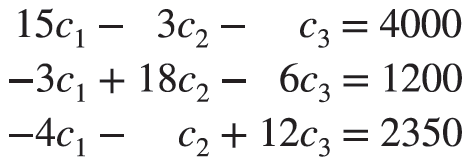 15c₁ − 3c₂ − c₃ = 4000
−3c₁ + 18c₂ − 6c₃ = 1200
−4c₁ − c₂ + 12c₃ = 2350